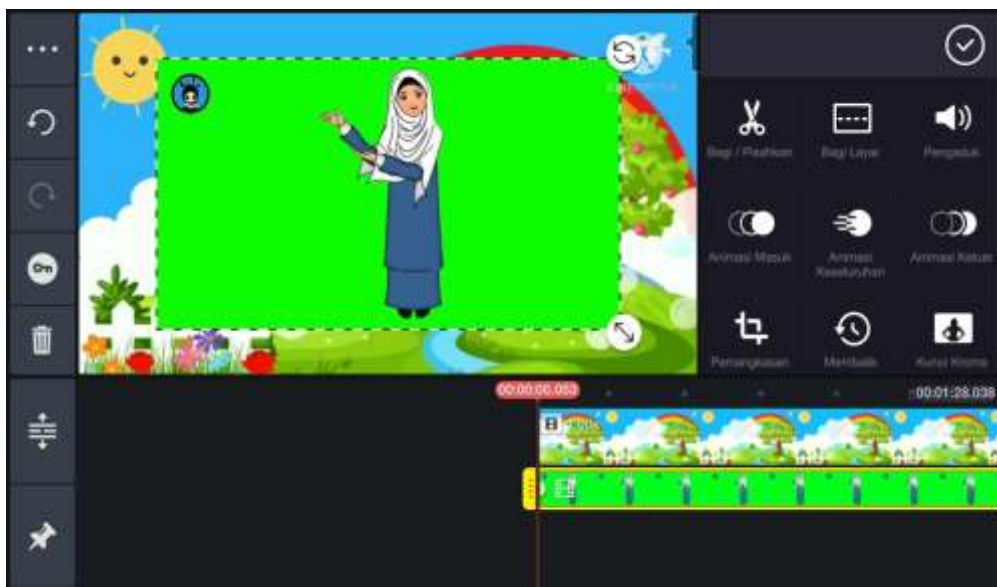 Bagi / Pisahkan
Bagi Layar
Pengaduk
Animasi Masuk
Animasi
Keseluruhan
Animasi Keluar
Pemangkasan
Membalik
Kunci Kroma
00:00:00.053
00:01:28.038